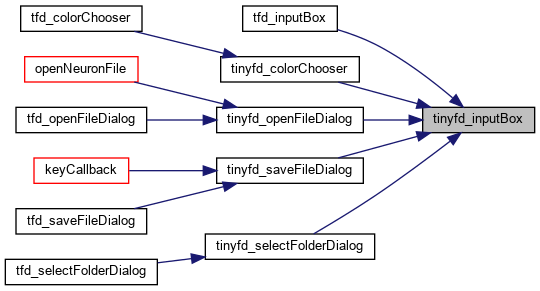 tfd_colorChooser
tfd_inputBox
openNeuronFile
tinyfd_colorChooser
tfd_openFileDialog
tinyfd_openFileDialog
tinyfd_inputBox
keyCallback
tinyfd_saveFileDialog
tfd_saveFileDialog
tinyfd_selectFolderDialog
tfd_selectFolderDialog